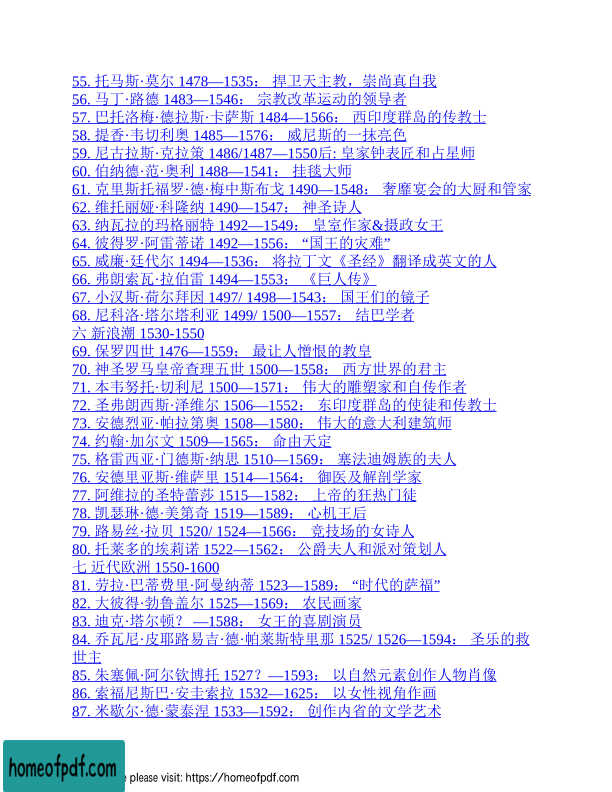 55. 托马斯·莫尔 1478—1535： 捍卫天主教，崇尚真自我
56. 马丁·路德 1483—1546： 宗教改革运动的领导者
57. 巴托洛梅·德拉斯·卡萨斯 1484—1566： 西印度群岛的传教士
58. 提香·韦切利奥 1485—1576： 威尼斯的一抹亮色
59. 尼古拉斯·克拉策 1486/1487—1550后: 皇家钟表匠和占星师
60. 伯纳德·范·奥利 1488—1541： 挂毯大师
61. 克里斯托福罗·德·梅中斯布戈 1490—1548： 奢靡宴会的大厨和管家
62. 维托丽娅·科隆纳 1490—1547： 神圣诗人
63. 纳瓦拉的玛格丽特 1492—1549： 皇室作家&摄政女王
64. 彼得罗·阿雷蒂诺 1492—1556： “国王的灾难”
65. 威廉·廷代尔 1494—1536： 将拉丁文《圣经》翻译成英文的人
66. 弗朗索瓦·拉伯雷 1494—1553： 《巨人传》
67. 小汉斯·荷尔拜因 1497/ 1498—1543： 国王们的镜子
68. 尼科洛·塔尔塔利亚 1499/ 1500—1557： 结巴学者
六 新浪潮 1530-1550
69. 保罗四世 1476—1559： 最让人憎恨的教皇
70. 神圣罗马皇帝查理五世 1500—1558： 西方世界的君主
71. 本韦努托·切利尼 1500—1571： 伟大的雕塑家和自传作者
72. 圣弗朗西斯·泽维尔 1506—1552： 东印度群岛的使徒和传教士
73. 安德烈亚·帕拉第奥 1508—1580： 伟大的意大利建筑师
74. 约翰·加尔文 1509—1565： 命由天定
75. 格雷西亚·门德斯·纳思 1510—1569： 塞法迪姆族的夫人
76. 安德里亚斯·维萨里 1514—1564： 御医及解剖学家
77. 阿维拉的圣特蕾莎 1515—1582： 上帝的狂热门徒
78. 凯瑟琳·德·美第奇 1519—1589： 心机王后
79. 路易丝·拉贝 1520/ 1524—1566： 竞技场的女诗人
80. 托莱多的埃莉诺 1522—1562： 公爵夫人和派对策划人
七 近代欧洲 1550-1600
81. 劳拉·巴蒂费里·阿曼纳蒂 1523—1589： “时代的萨福”
82. 大彼得·勃鲁盖尔 1525—1569： 农民画家
83. 迪克·塔尔顿？ —1588： 女王的喜剧演员
84. 乔瓦尼·皮耶路易吉·德·帕莱斯特里那 1525/ 1526—1594： 圣乐的救
世主
85. 朱塞佩·阿尔钦博托 1527？—1593： 以自然元素创作人物肖像
86. 索福尼斯巴·安圭索拉 1532—1625： 以女性视角作画
87. 米歇尔·德·蒙泰涅 1533—1592： 创作内省的文学艺术
homeofpdf.com
e please visit: https://homeofpdf.com